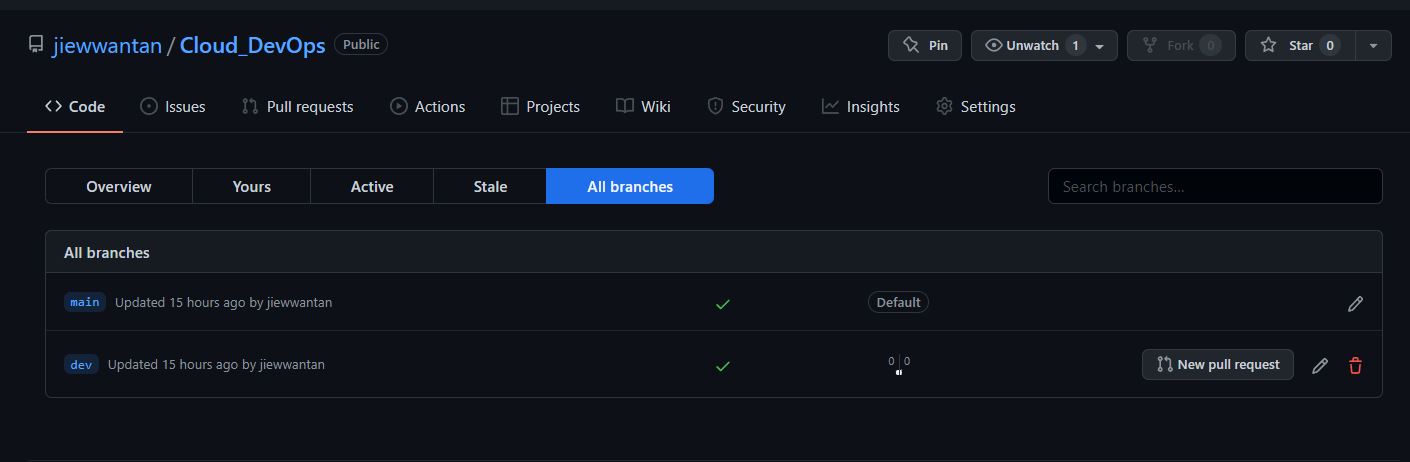 jiewwantan / Cloud_DevOps Public Pin Unwatch 1 Fork 0 Star 0
Code Issues Pull requests Actions Projects Wiki Security Insights Settings
Overview Yours Active Stale All branches Search branches...
All branches
main Updated 15 hours ago by jiewwantan Default
dev Updated 15 hours ago by jiewwantan 0 0 New pull request